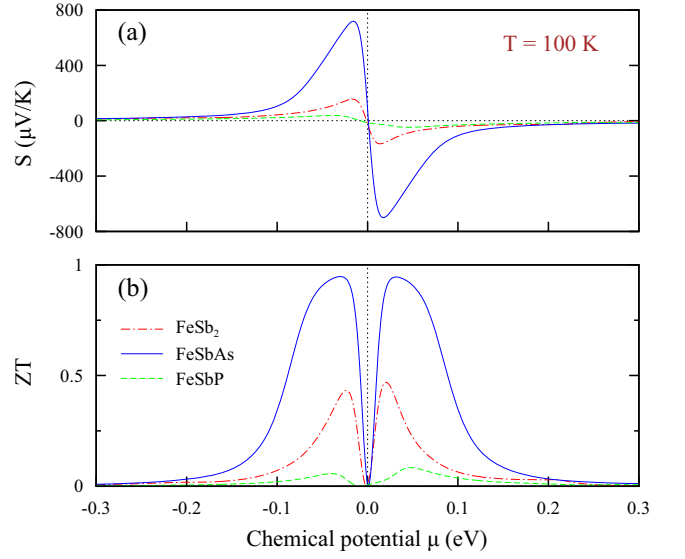 (a)
T = 100 K
S (μV/K)
800
400
0
-400
-800
(b)
ZT
1
0.5
0
FeSb₂
FeSbAs
FeSbP
-0.3 -0.2 -0.1 0.0 0.1 0.2 0.3
Chemical potential μ (eV)